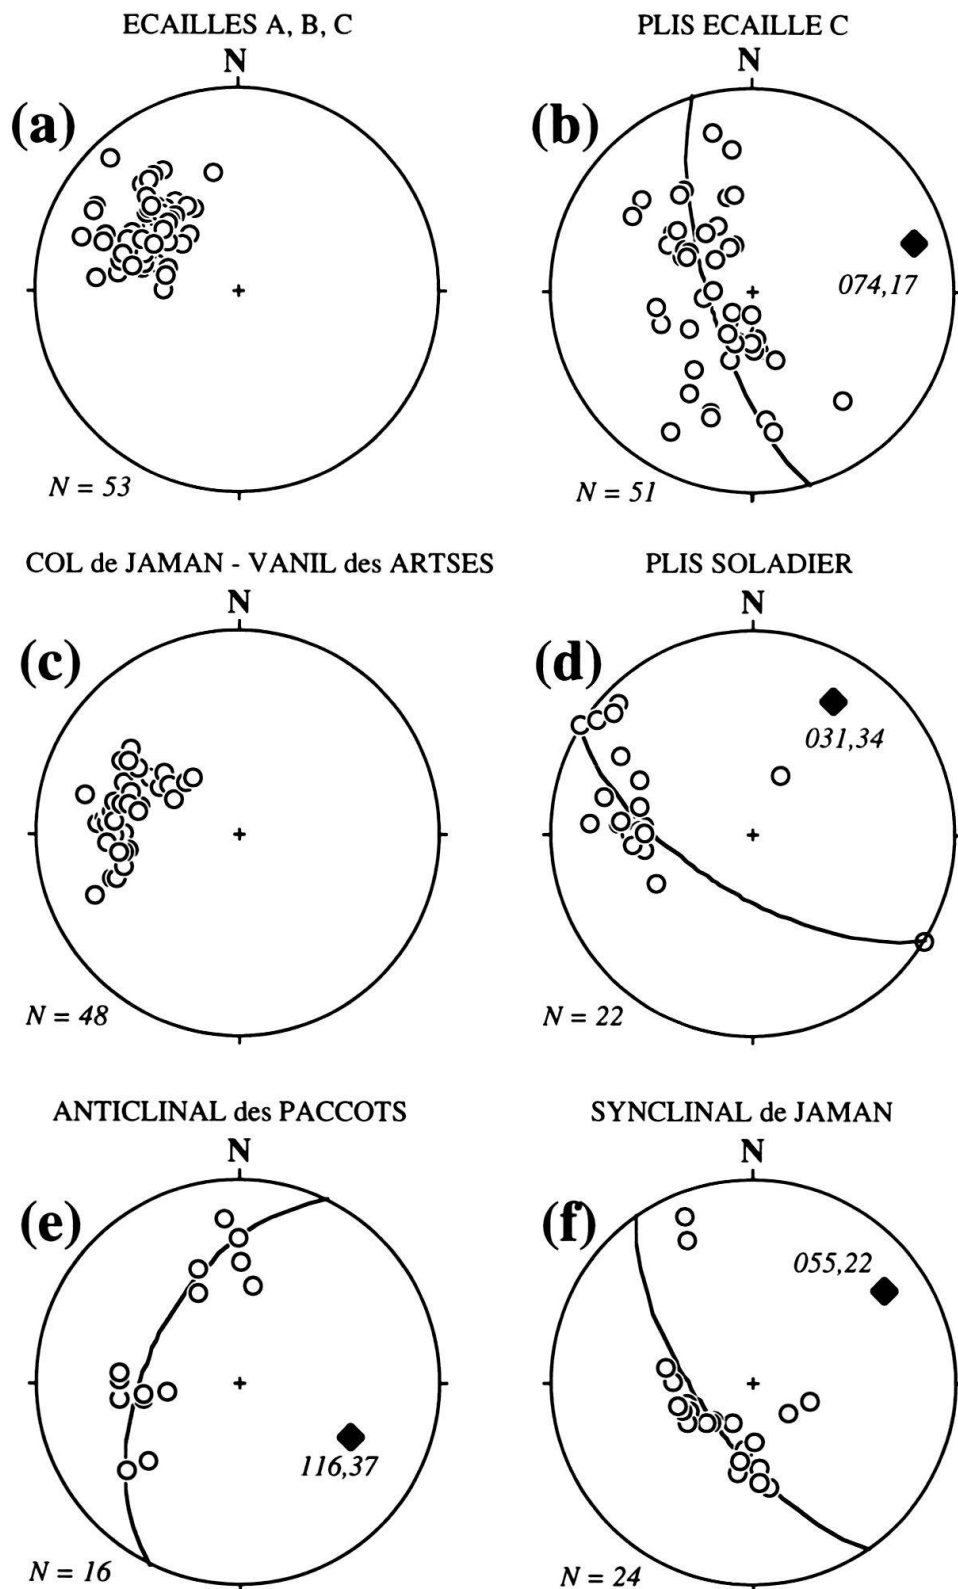 ECAILLES A, B, C
N
(a)
N = 53
PLIS ECAILLE C
N
(b)
074,17
N = 51
COL de JAMAN - VANIL des ARTSES
N
(c)
N = 48
PLIS SOLADIER
N
(d)
031,34
N = 22
ANTICLINAL des PACCOTS
N
(e)
116,37
N = 16
SYNCLINAL de JAMAN
N
(f)
055,22
N = 24